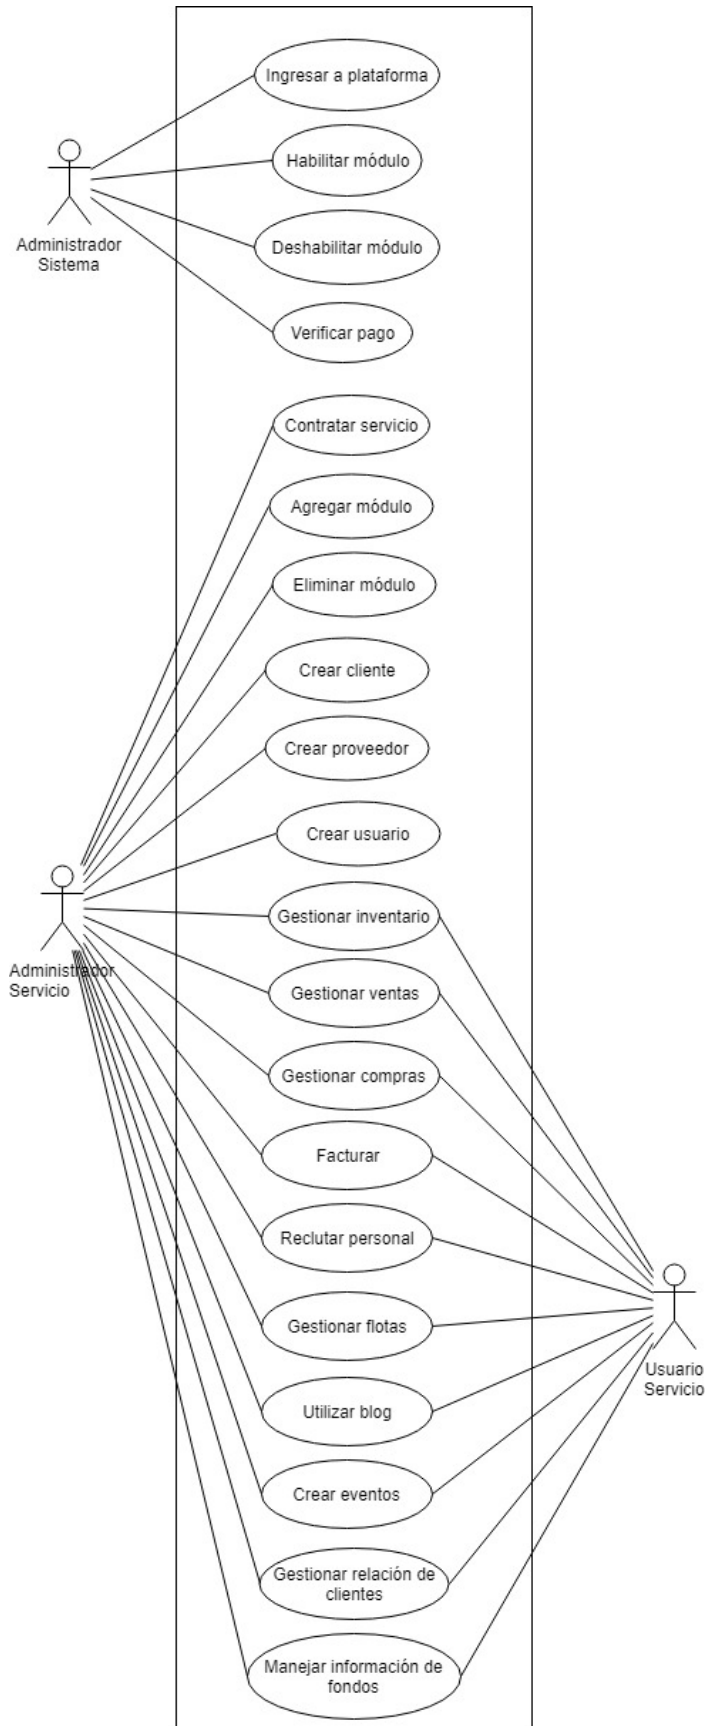 Ingresar a plataforma
Habilitar módulo
Administrador
Sistema
Deshabilitar módulo
Verificar pago
Contratar servicio
Agregar módulo
Eliminar módulo
Crear cliente
Crear proveedor
Crear usuario
Gestionar inventario
Administrador
Servicio
Gestionar ventas
Gestionar compras
Facturar
Reclutar personal
Gestionar flotas
Usuario
Servicio
Utilizar blog
Crear eventos
Gestionar relación de
clientes
Manejar información de
fondos